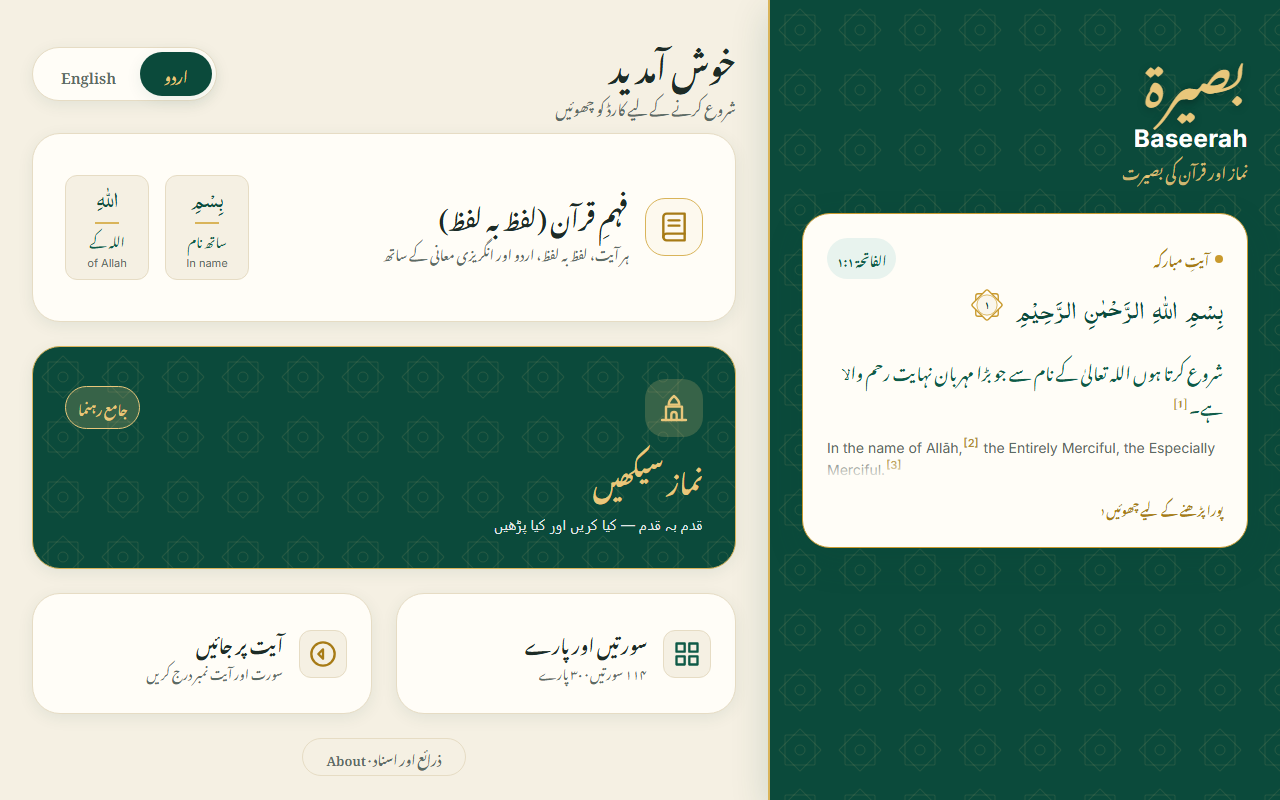 بصيرة
Baseerah
نماز اور قرآن کی بصیرت
آیتِ مبارکہ
الفاتحة ۱:۱
بِسْمِ اللّٰهِ الرَّحْمٰنِ الرَّحِيْمِ ۱
شروع کرتا ہوں اللہ تعالیٰ کے نام سے جو بڑا مہربان نہایت رحم والا
ہے۔[1]
In the name of Allāh,[2] the Entirely Merciful, the Especially
Merciful.[3]
پورا پڑھنے کے لیے چھوئیں ›
خوش آمدید
شروع کرنے کے لیے کارڈ کو چھوئیں
اردو
English
فہمِ قرآن (لفظ بہ لفظ)
ہر آیت، لفظ بہ لفظ، اردو اور انگریزی معانی کے ساتھ
بِسْمِ
ساتھ نام
In name
اللّٰهِ
اللہ کے
of Allah
جامع رہنما
نماز سیکھیں
قدم بہ قدم — کیا کریں اور کیا پڑھیں
سورتیں اور پارے
۱۱۴ سورتیں · ۳۰ پارے
آیت پر جائیں
سورت اور آیت نمبر درج کریں
ذرائع اور اسناد · About